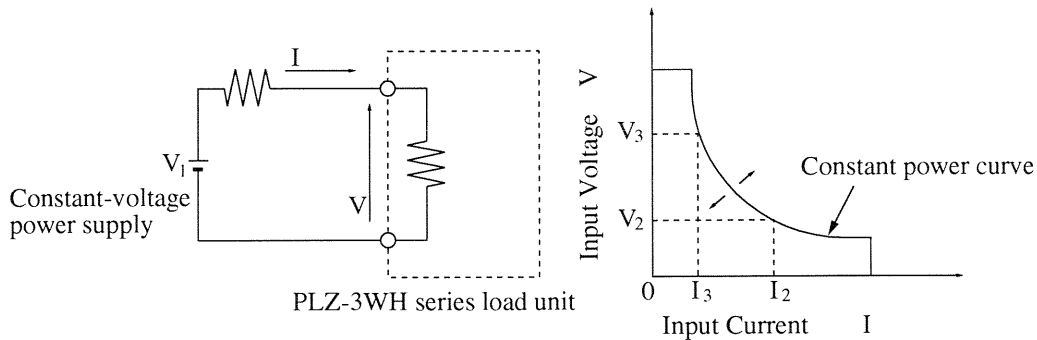 I
V₁
Constant-voltage
power supply
V
PLZ-3WH series load unit
Input Voltage V
V₃
V₂
Constant power curve
0
I₃
I₂
Input Current I